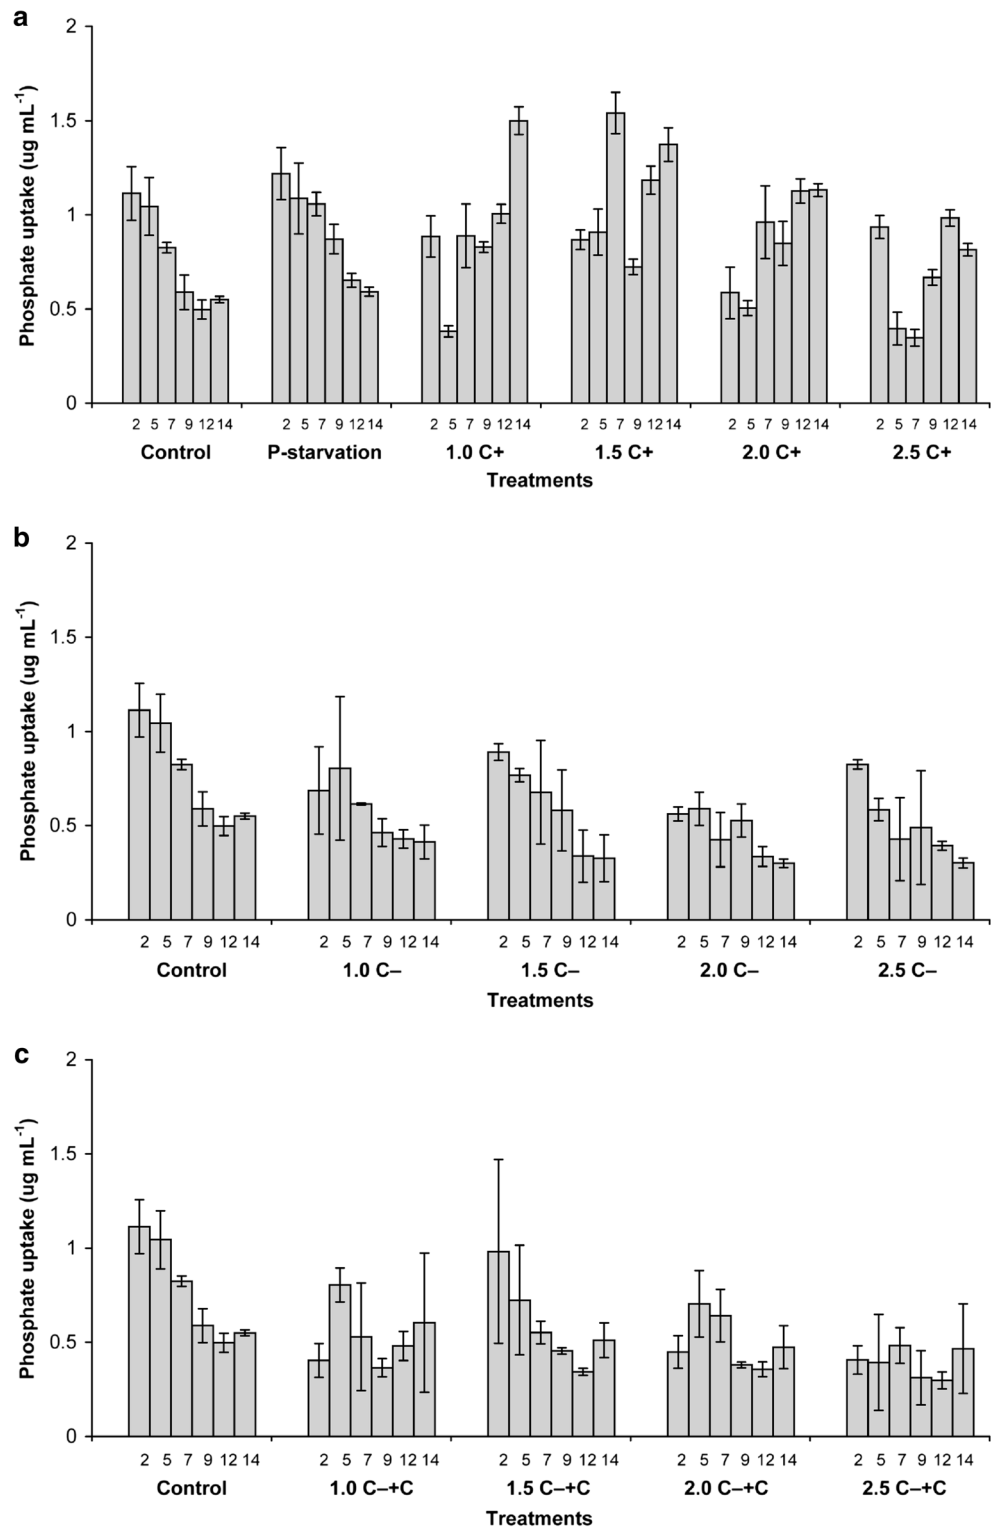 a
2
1.5
1
0.5
0
Phosphate uptake (ug mL-1)
2 5 7 9 12 14 2 5 7 9 12 14 2 5 7 9 12 14 2 5 7 9 12 14 2 5 7 9 12 14 2 5 7 9 12 14
Control P-starvation 1.0 C+ 1.5 C+ 2.0 C+ 2.5 C+
Treatments
b
2
1.5
1
0.5
0
Phosphate uptake (ug mL-1)
2 5 7 9 12 14 2 5 7 9 12 14 2 5 7 9 12 14 2 5 7 9 12 14 2 5 7 9 12 14
Control 1.0 C– 1.5 C– 2.0 C– 2.5 C–
Treatments
c
2
1.5
1
0.5
0
Phosphate uptake (ug mL-1)
2 5 7 9 12 14 2 5 7 9 12 14 2 5 7 9 12 14 2 5 7 9 12 14 2 5 7 9 12 14
Control 1.0 C–+C 1.5 C–+C 2.0 C–+C 2.5 C–+C
Treatments